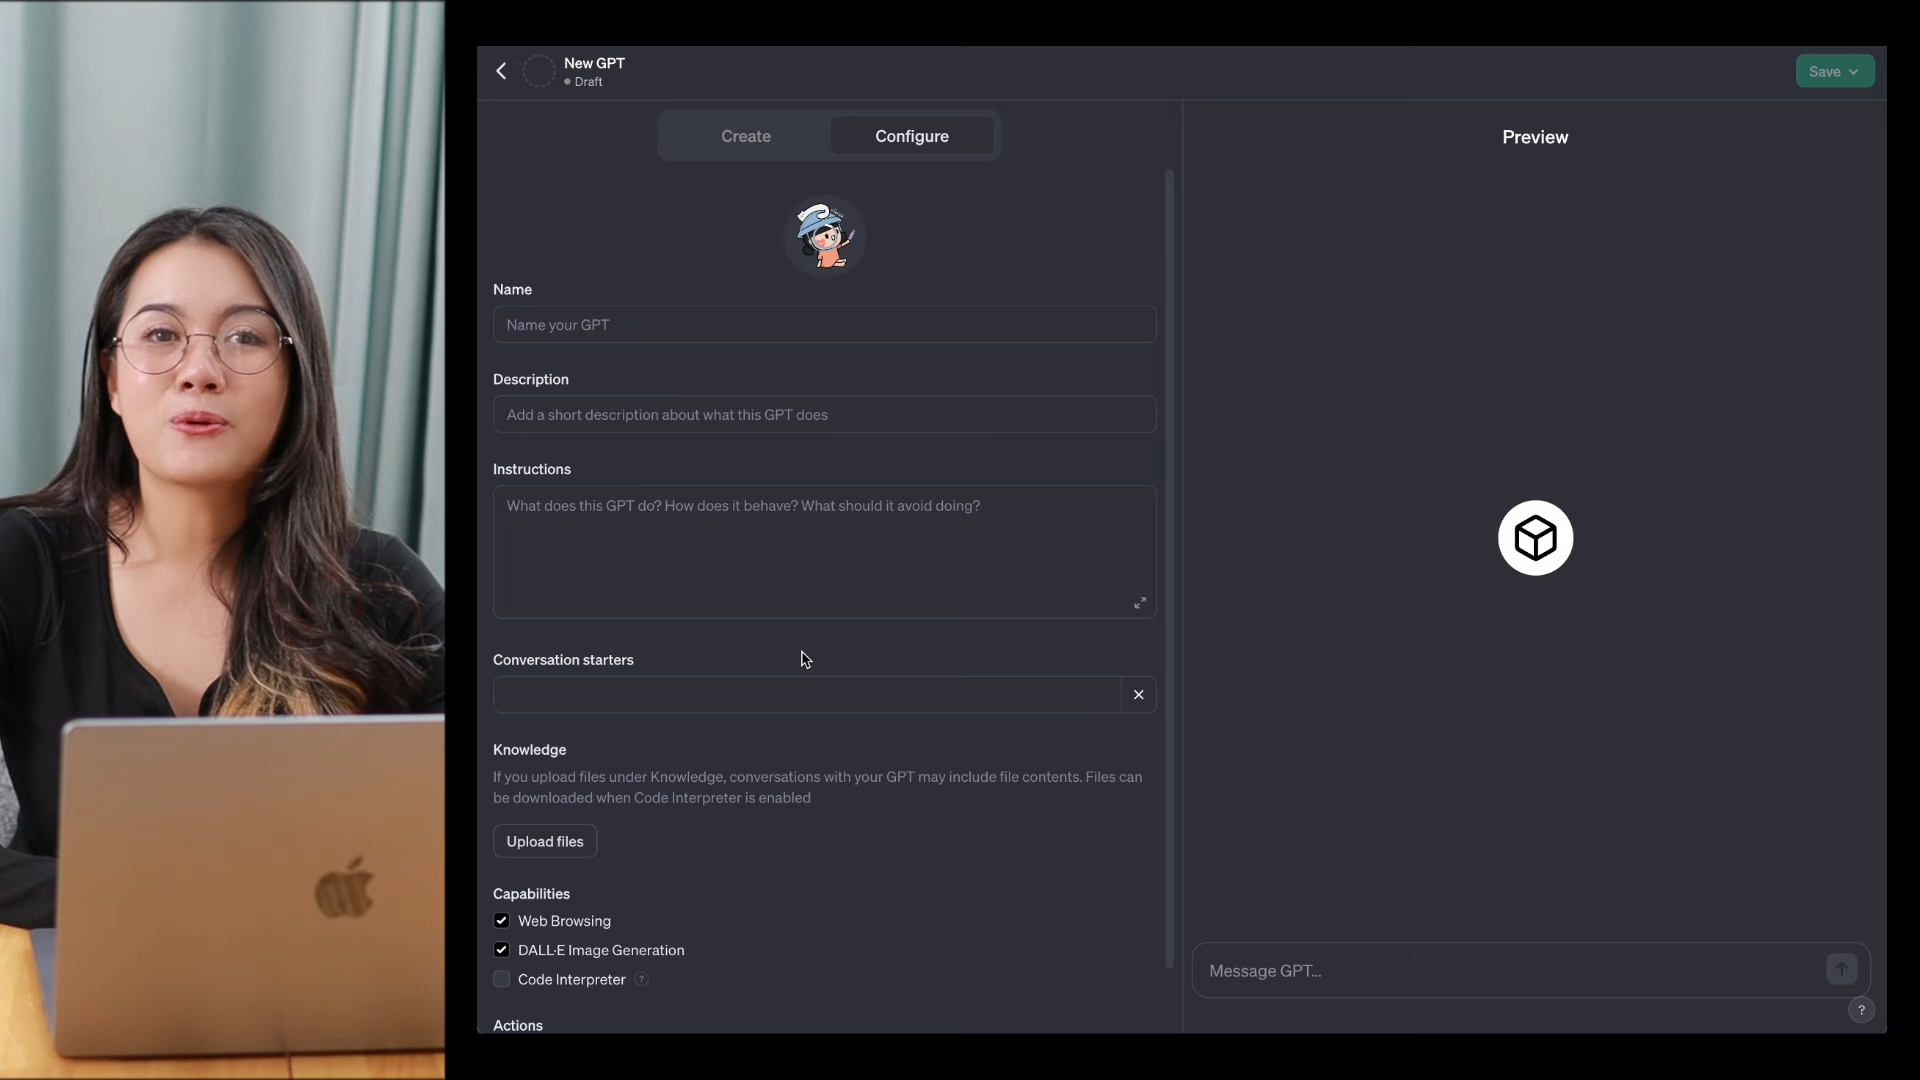 New GPT
Draft
Save
Create
Configure
Preview
Name
Name your GPT
Description
Add a short description about what this GPT does
Instructions
What does this GPT do? How does it behave? What should it avoid doing?
Conversation starters
Knowledge
If you upload files under Knowledge, conversations with your GPT may include file contents. Files can
be downloaded when Code Interpreter is enabled
Upload files
Capabilities
Web Browsing
DALL·E Image Generation
Code Interpreter ?
Actions
Message GPT...
?